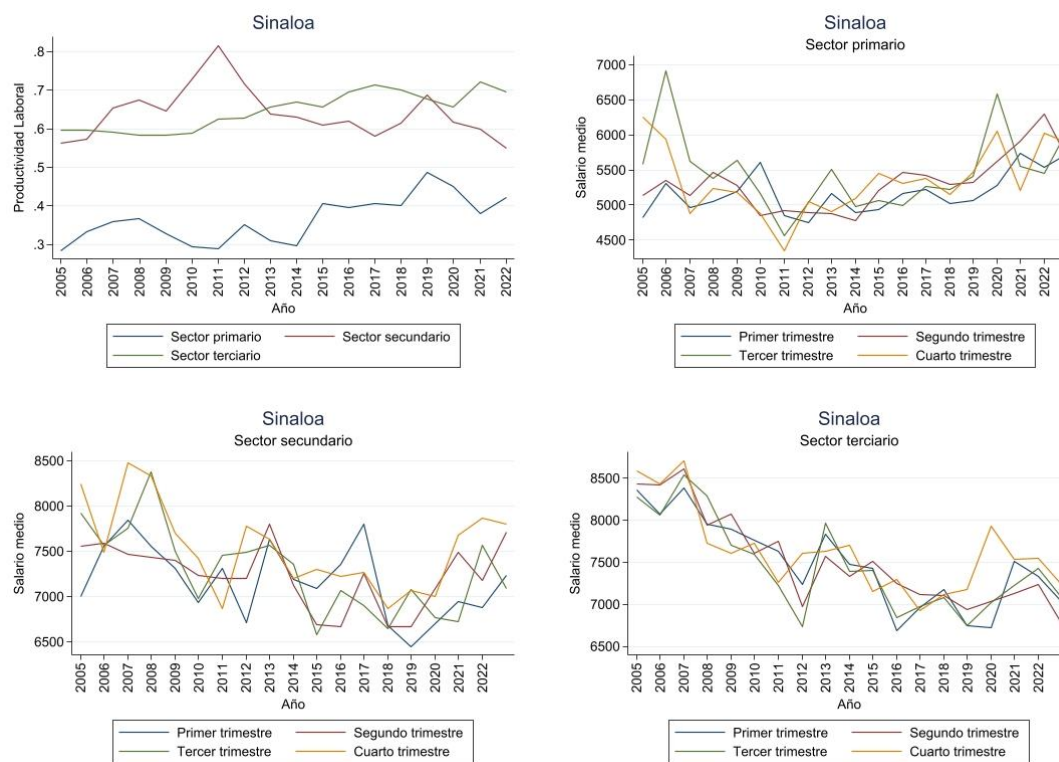 Sinaloa
.8
.7
.6
.5
.4
.3
Productividad Laboral
2005 2006 2007 2008 2009 2010 2011 2012 2013 2014 2015 2016 2017 2018 2019 2020 2021 2022
Año
Sector primario Sector secundario
Sector terciario
Sinaloa
Sector primario
7000
6500
6000
5500
5000
4500
Salario medio
2005 2006 2007 2008 2009 2010 2011 2012 2013 2014 2015 2016 2017 2018 2019 2020 2021 2022
Año
Primer trimestre Segundo trimestre
Tercer trimestre Cuarto trimestre
Sinaloa
Sector secundario
8500
8000
7500
7000
6500
Salario medio
2005 2006 2007 2008 2009 2010 2011 2012 2013 2014 2015 2016 2017 2018 2019 2020 2021 2022
Año
Primer trimestre Segundo trimestre
Tercer trimestre Cuarto trimestre
Sinaloa
Sector terciario
8500
8000
7500
7000
6500
Salario medio
2005 2006 2007 2008 2009 2010 2011 2012 2013 2014 2015 2016 2017 2018 2019 2020 2021 2022
Año
Primer trimestre Segundo trimestre
Tercer trimestre Cuarto trimestre